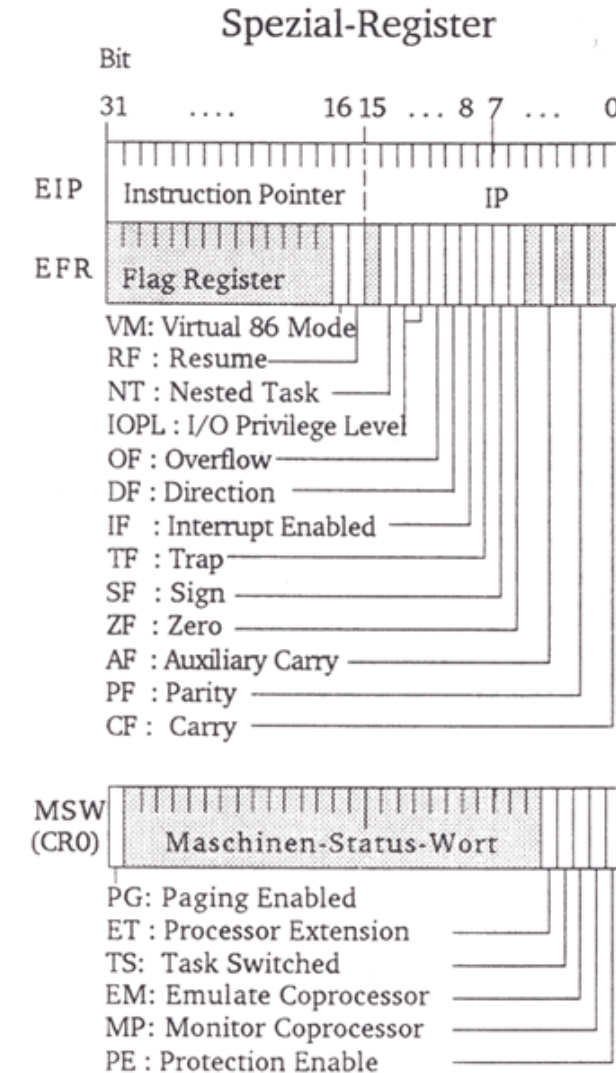 Spezial-Register
Bit
31 .... 16 15 ... 8 7 ... 0
EIP Instruction Pointer IP
EFR Flag Register
VM: Virtual 86 Mode
RF : Resume
NT : Nested Task
IOPL : I/O Privilege Level
OF : Overflow
DF : Direction
IF : Interrupt Enabled
TF : Trap
SF : Sign
ZF : Zero
AF : Auxiliary Carry
PF : Parity
CF : Carry
MSW
(CR0) Maschinen-Status-Wort
PG: Paging Enabled
ET : Processor Extension
TS: Task Switched
EM: Emulate Coprocessor
MP: Monitor Coprocessor
PE : Protection Enable